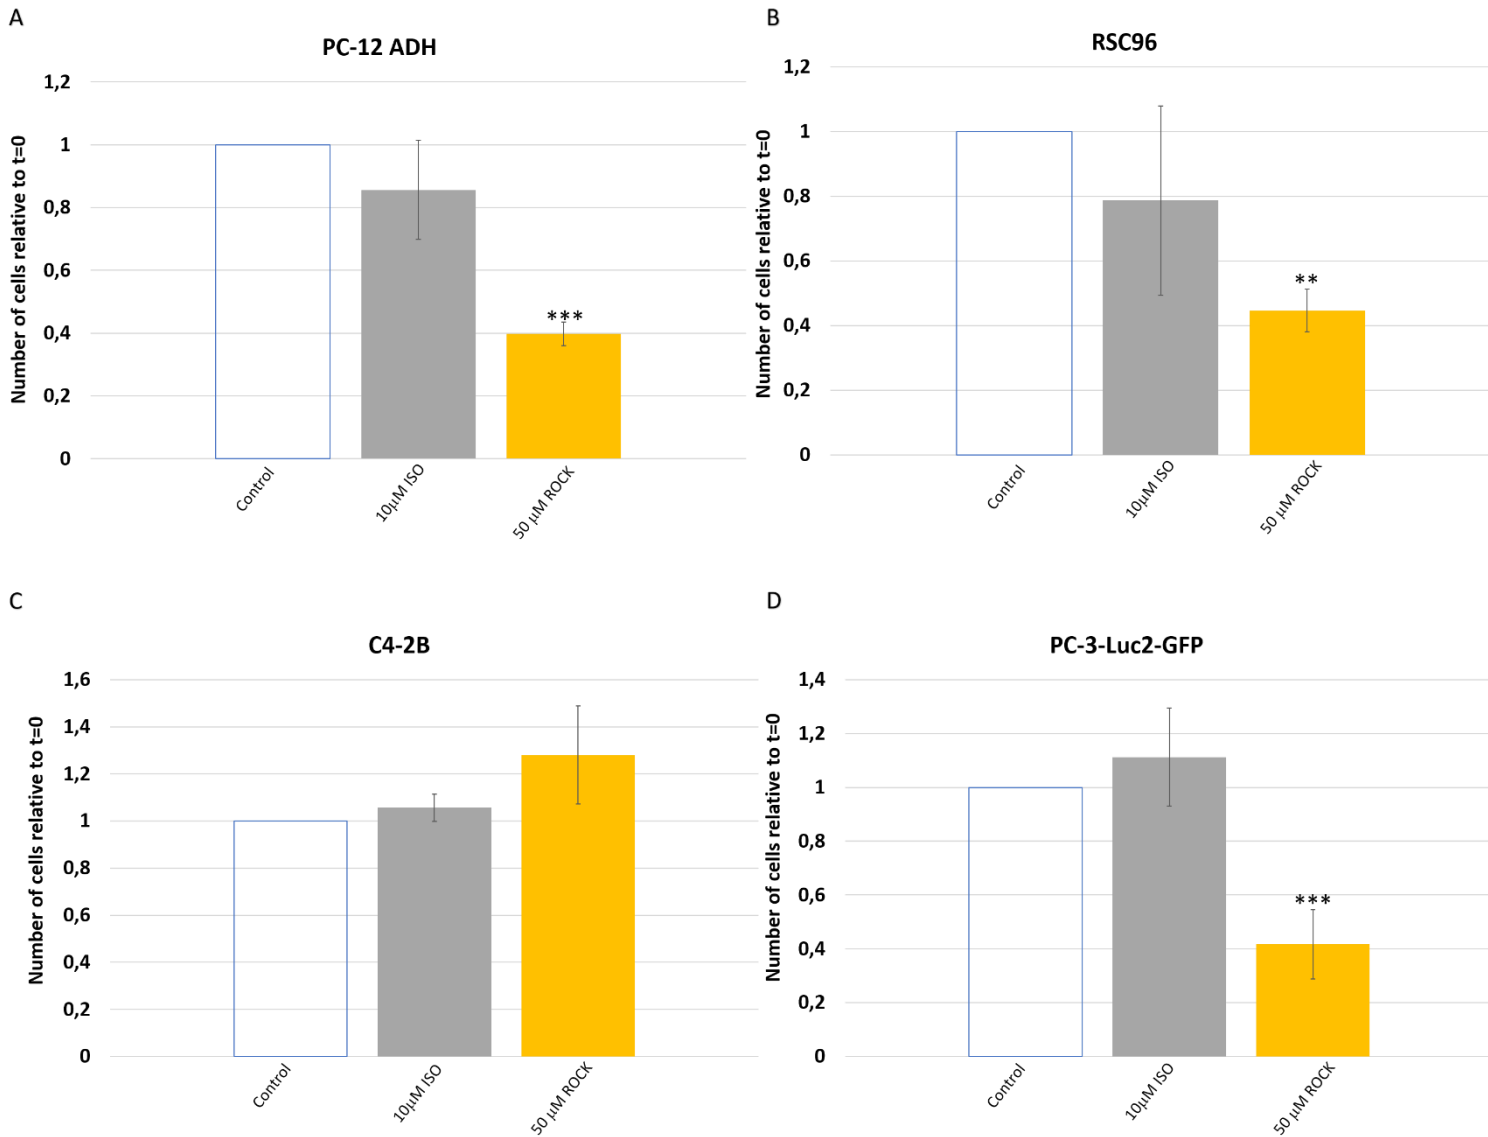 A
PC-12 ADH
Number of cells relative to t=0
1,2
1
0,8
0,6
0,4
0,2
0
***
Control
10μM ISO
50 μM ROCK
B
RSC96
Number of cells relative to t=0
1,2
1
0,8
0,6
0,4
0,2
0
**
Control
10μM ISO
50 μM ROCK
C
C4-2B
Number of cells relative to t=0
1,6
1,4
1,2
1
0,8
0,6
0,4
0,2
0
Control
10μM ISO
50 μM ROCK
D
PC-3-Luc2-GFP
Number of cells relative to t=0
1,4
1,2
1
0,8
0,6
0,4
0,2
0
***
Control
10μM ISO
50 μM ROCK